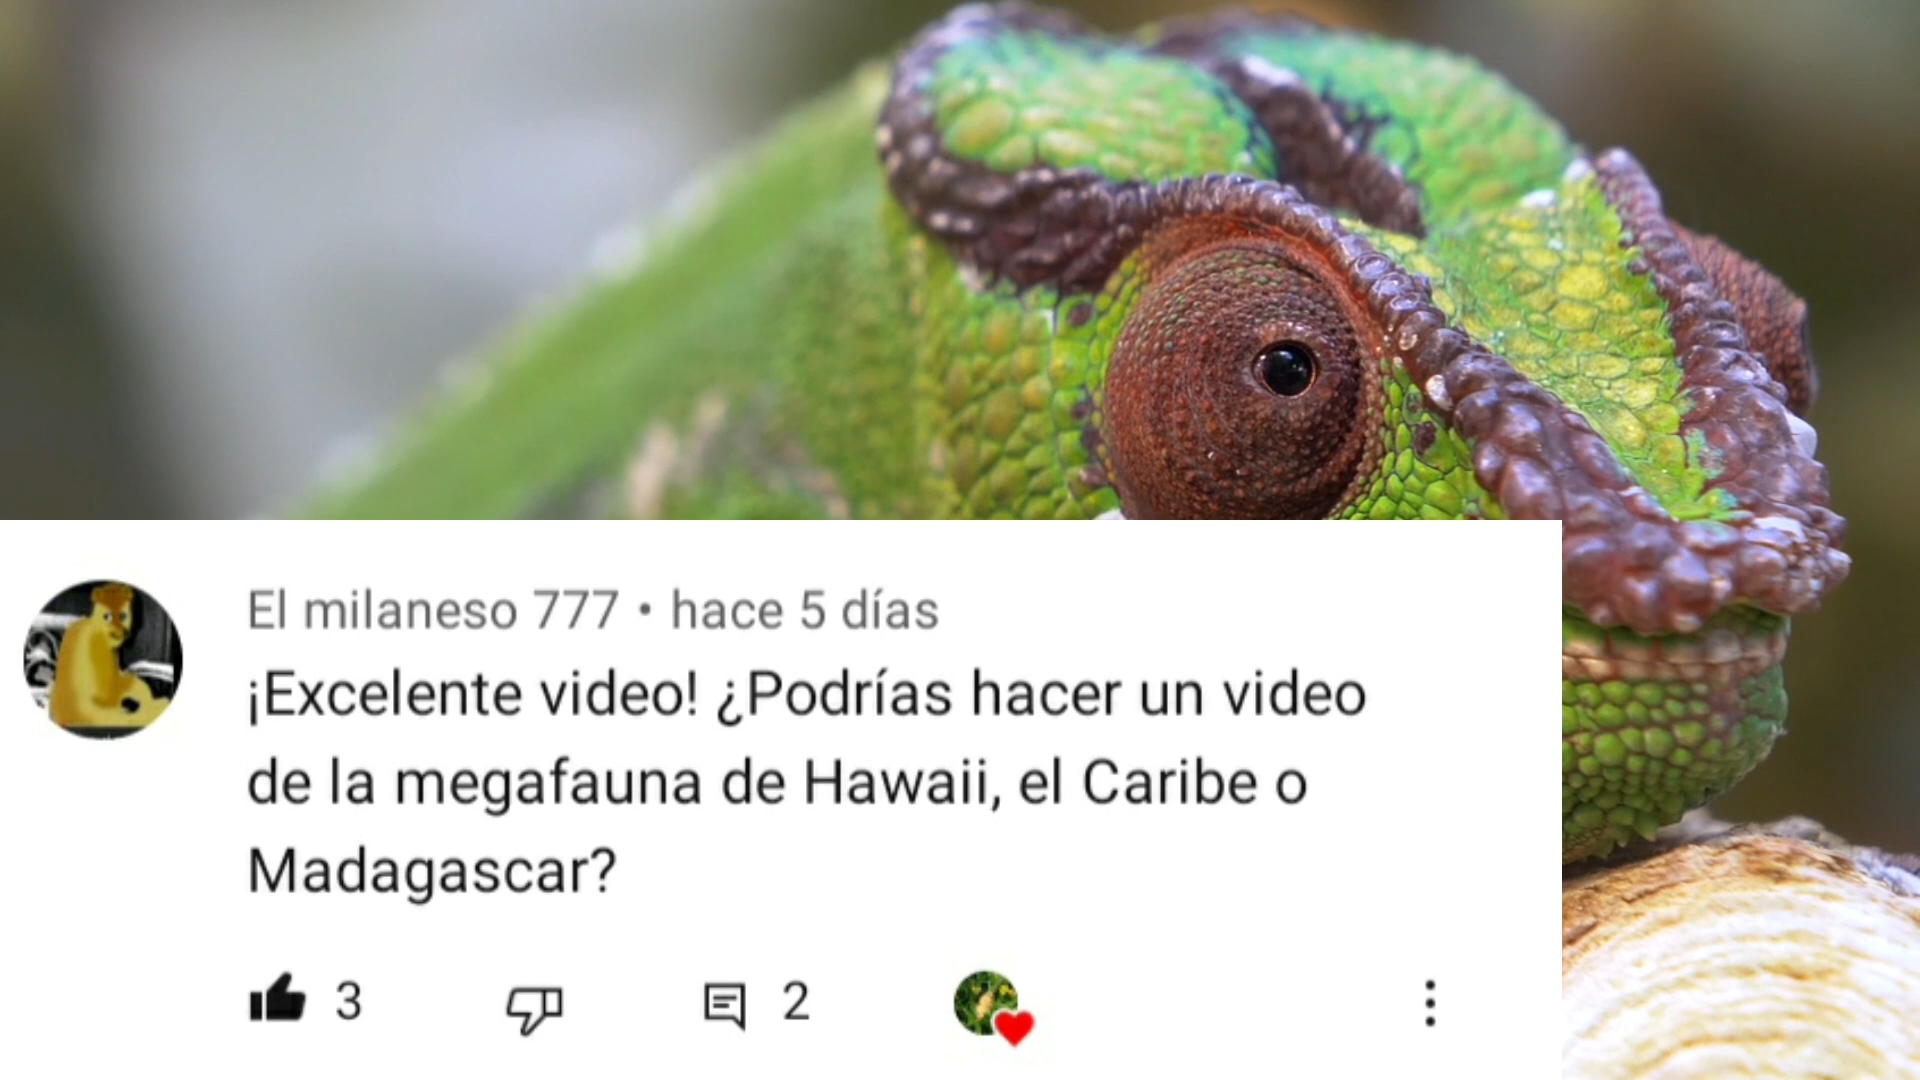 El milaneso 777 • hace 5 días
¡Excelente video! ¿Podrías hacer un video
de la megafauna de Hawaii, el Caribe o
Madagascar?
3 2